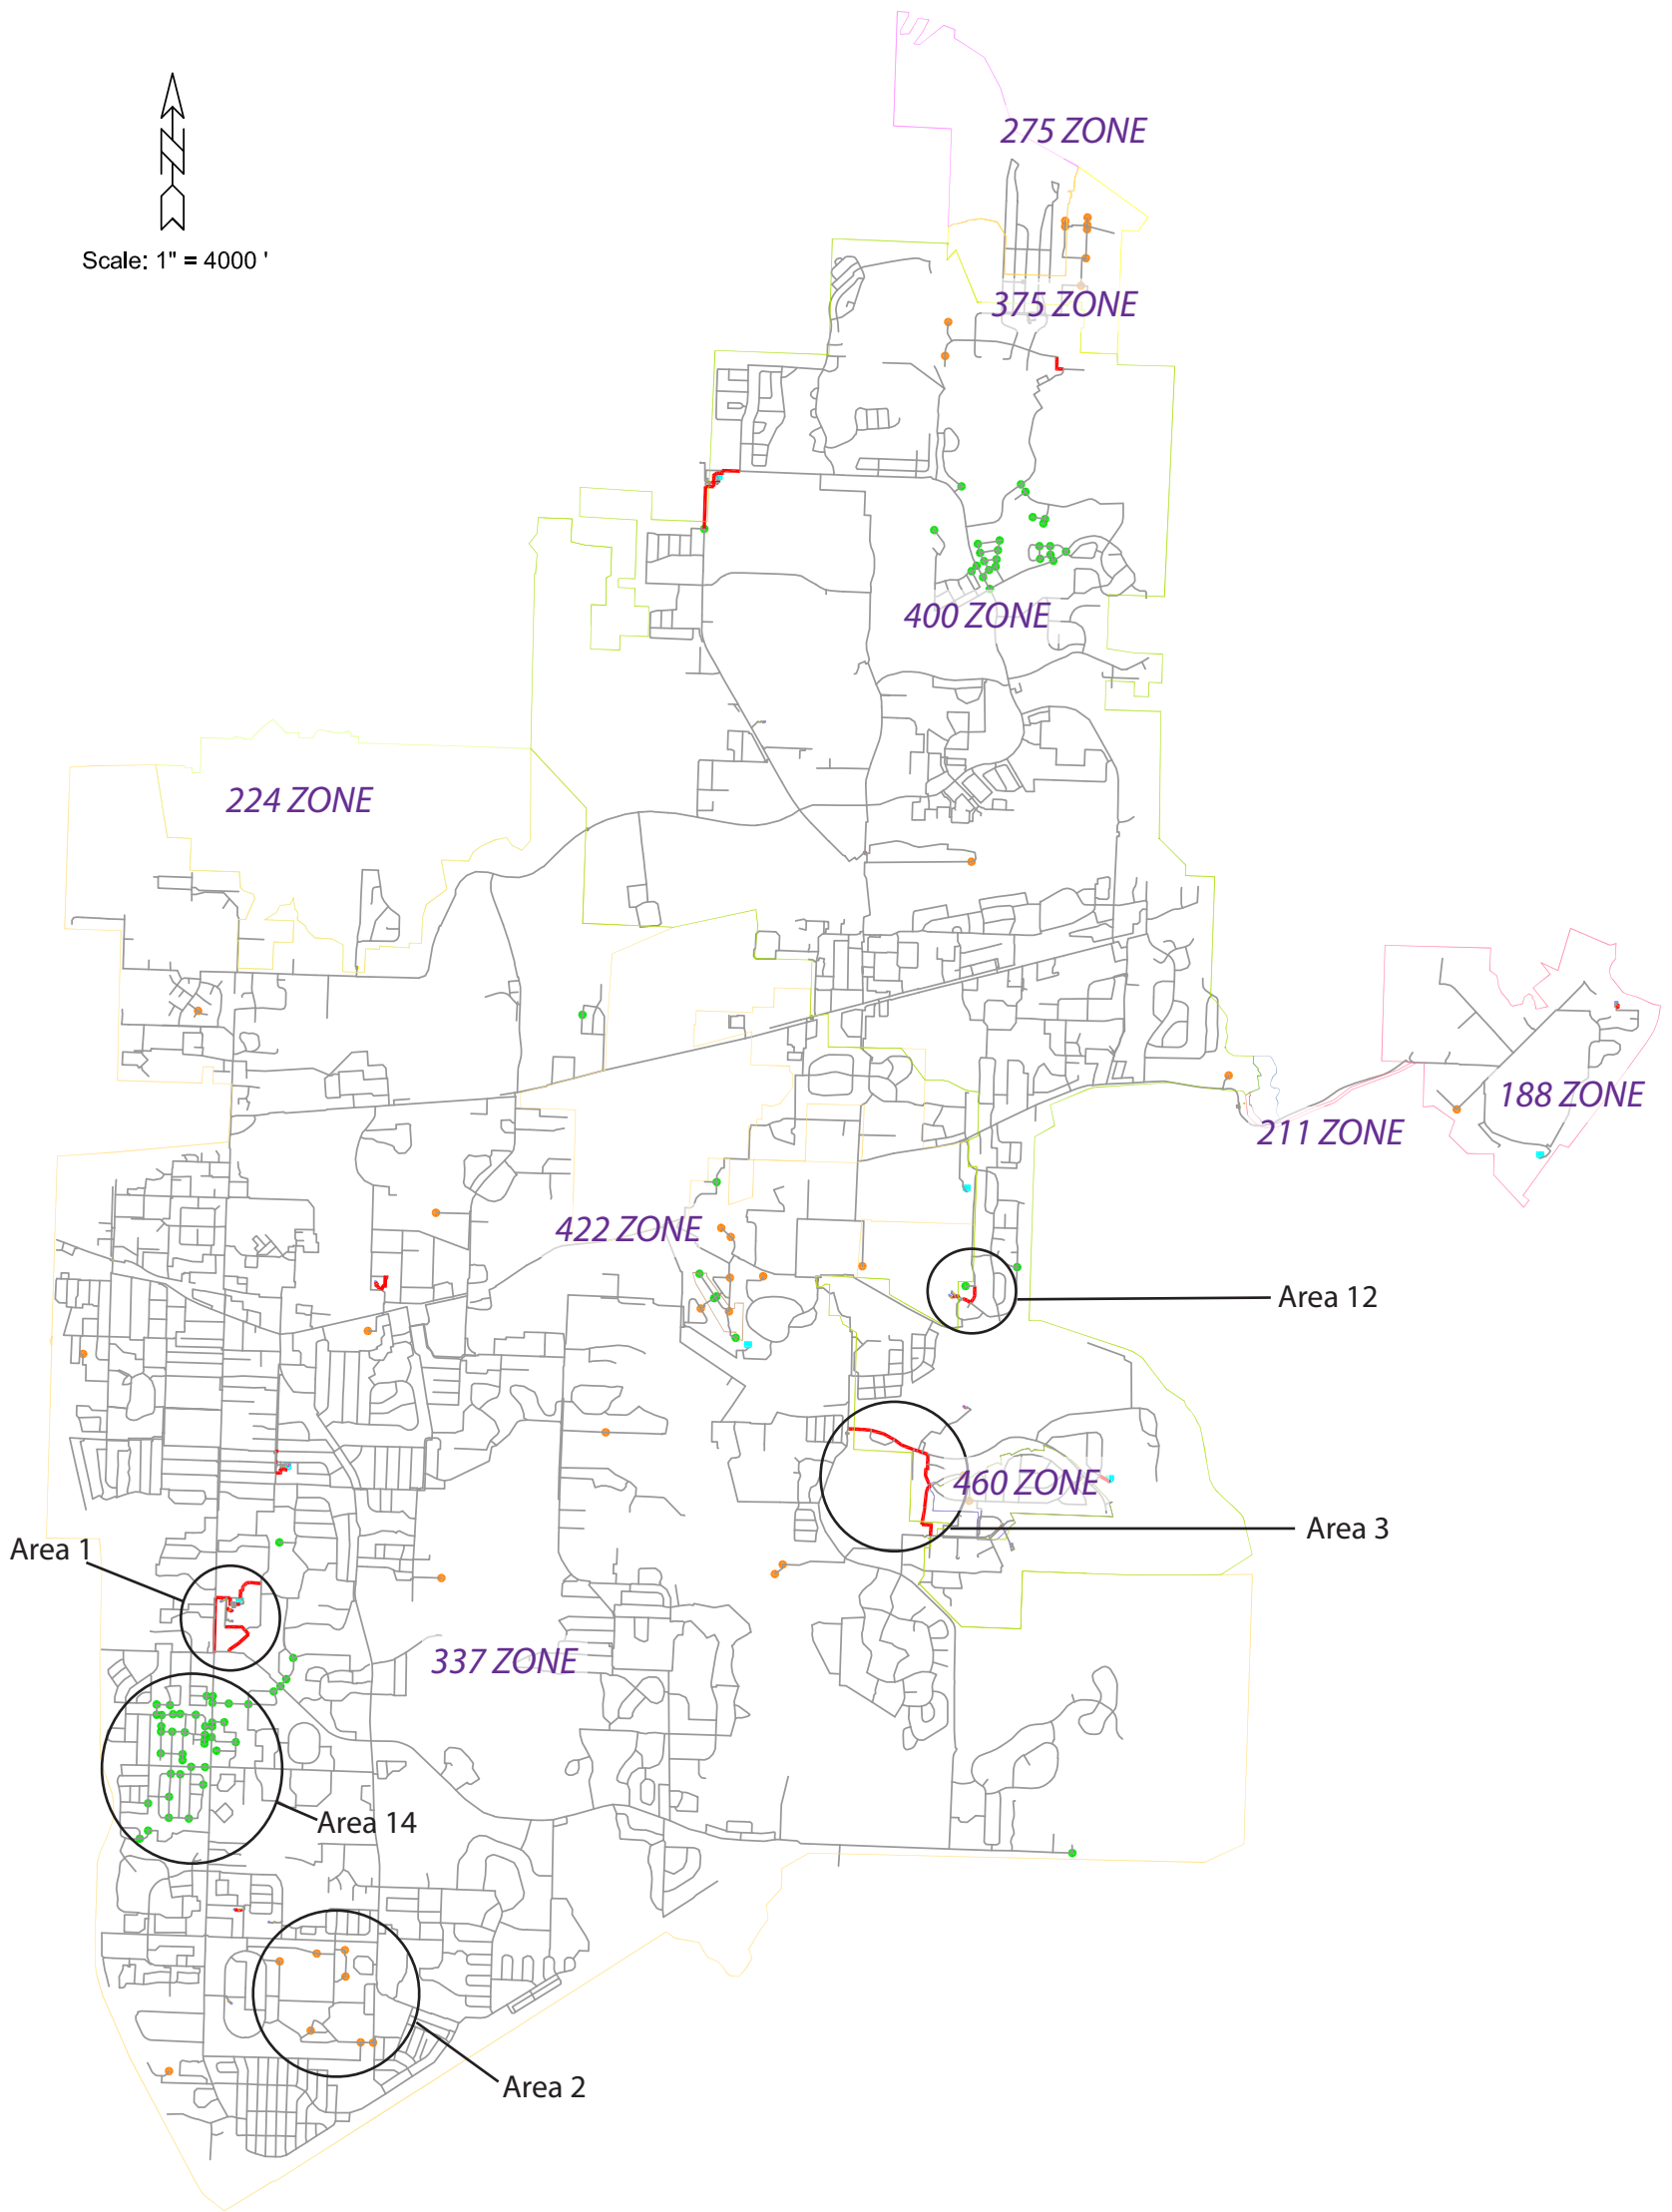 275 ZONE
Scale: 1" = 4000 '
375 ZONE
400 ZONE
224 ZONE
188 ZONE
211 ZONE
422 ZONE
Area 12
460 ZONE
Area 3
Area 1
337 ZONE
Area 14
Area 2